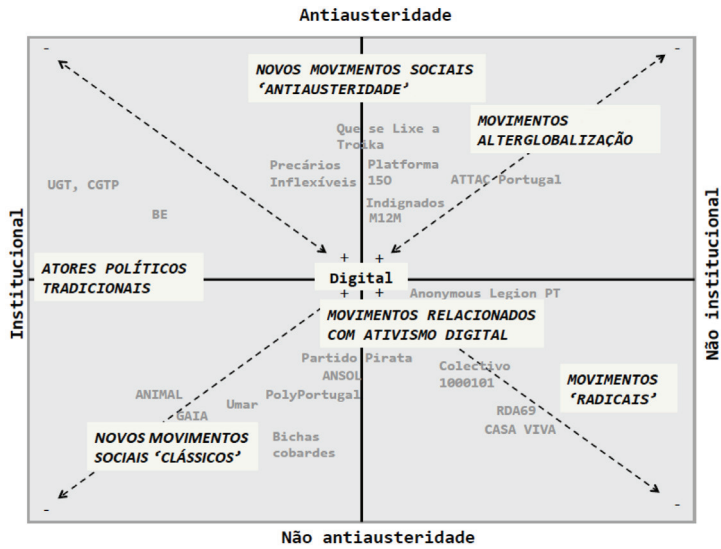 Antiausteridade
-
-
NOVOS MOVIMENTOS SOCIAIS
‘ANTIAUSTERIDADE’
MOVIMENTOS
ALTERGLOBALIZAÇÃO
Que se Lixe a
Troika
Precários
Inflexíveis
Platforma
15O
UGT, CGTP
ATTAC Portugal
BE
Indignados
M12M
Institucional
Não institucional
+ +
ATORES POLÍTICOS
TRADICIONAIS
Digital
+ +
Anonymous Legion PT
MOVIMENTOS RELACIONADOS
COM ATIVISMO DIGITAL
Partido Pirata
ANSOL
Colectivo
1000101
MOVIMENTOS
‘RADICAIS’
ANIMAL
PolyPortugal
Umar
GAIA
RDA69
CASA VIVA
NOVOS MOVIMENTOS
SOCIAIS ‘CLÁSSICOS’
Bichas
cobardes
-
-
Não antiausteridade